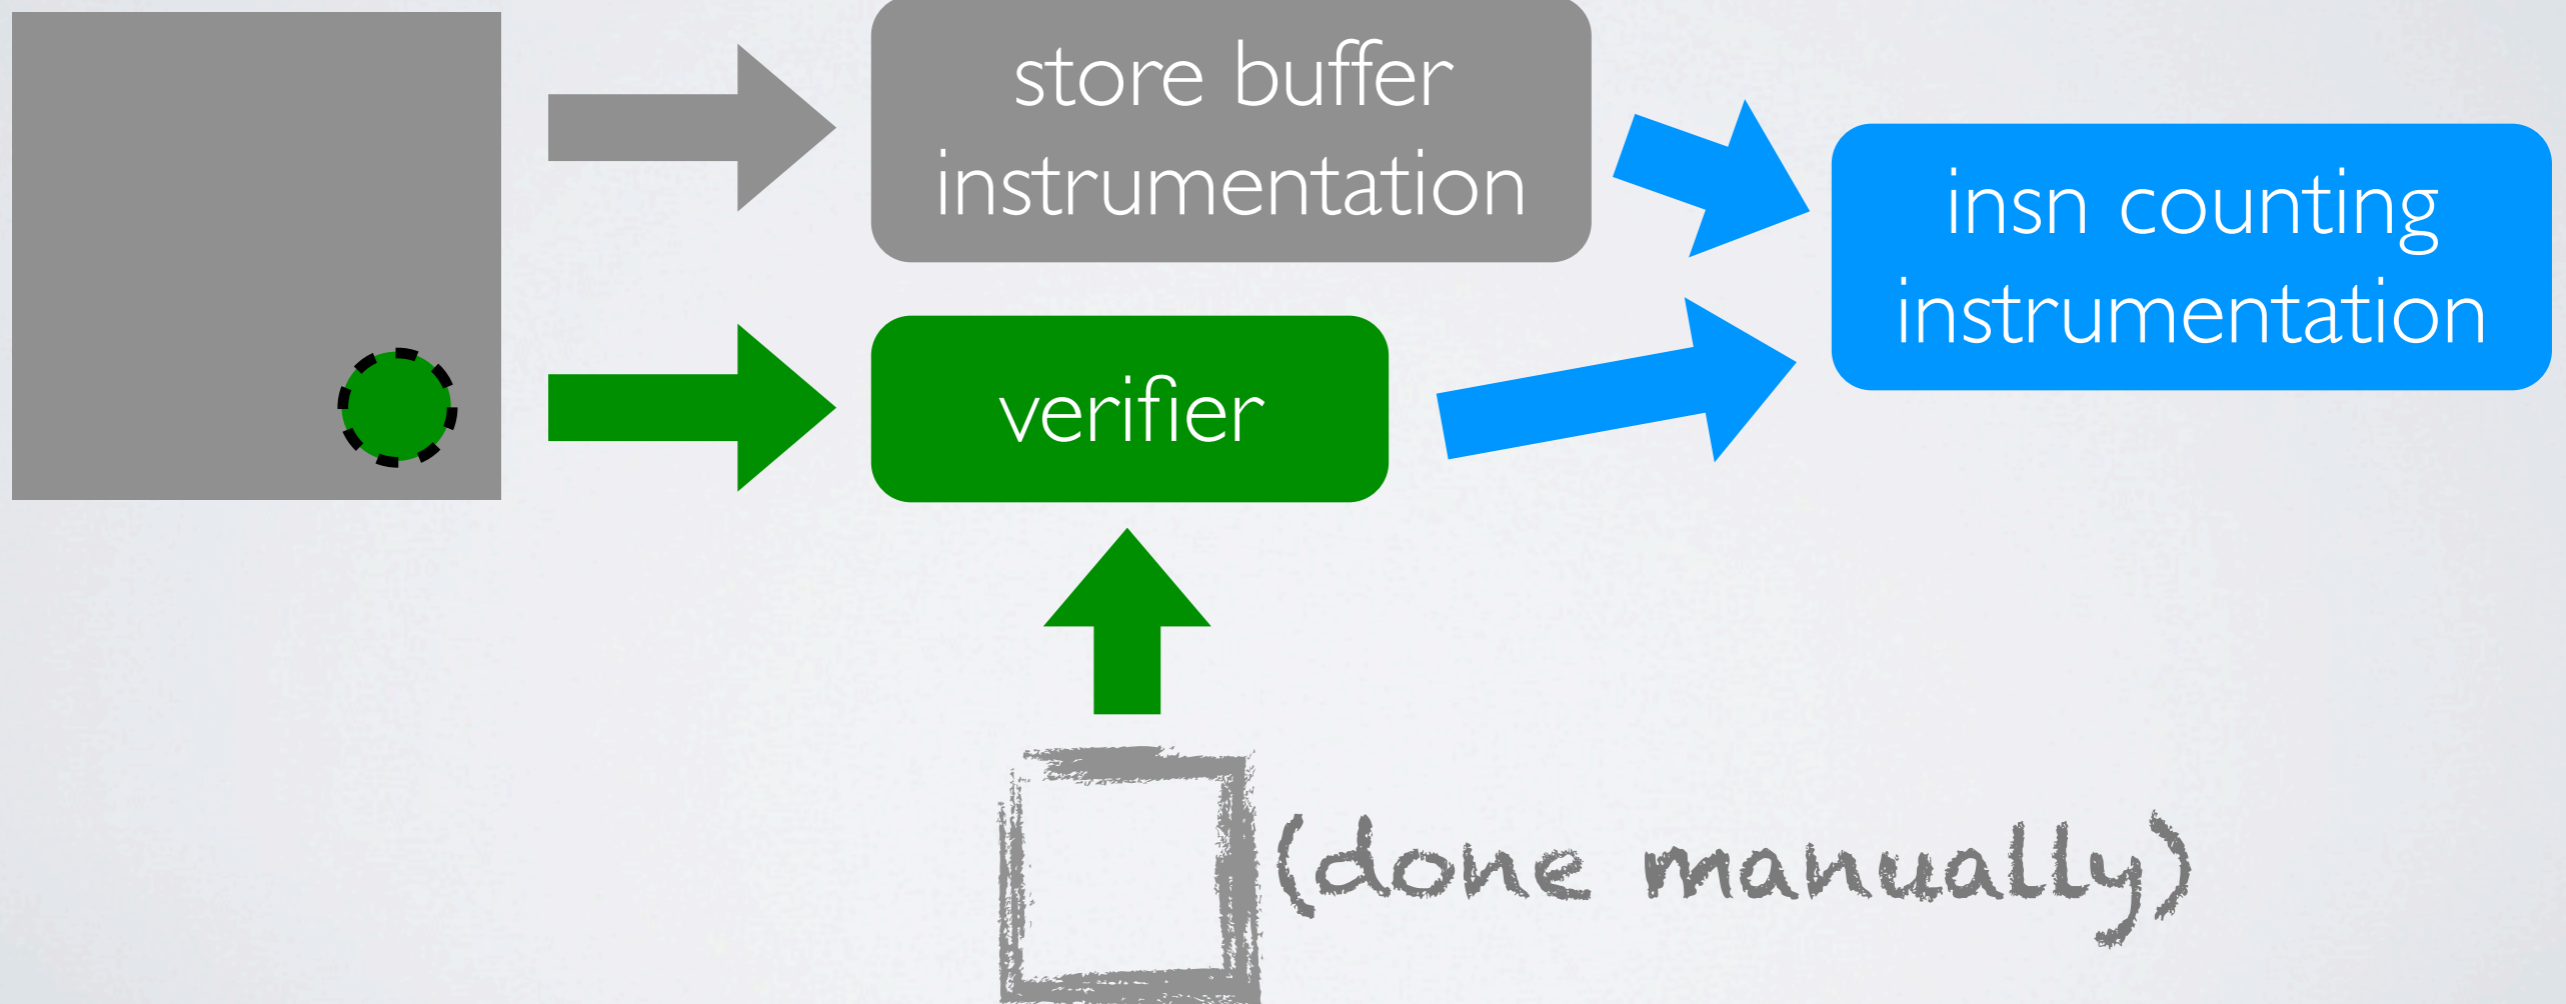 store buffer
instrumentation
insn counting
instrumentation
verifier
(done manually)